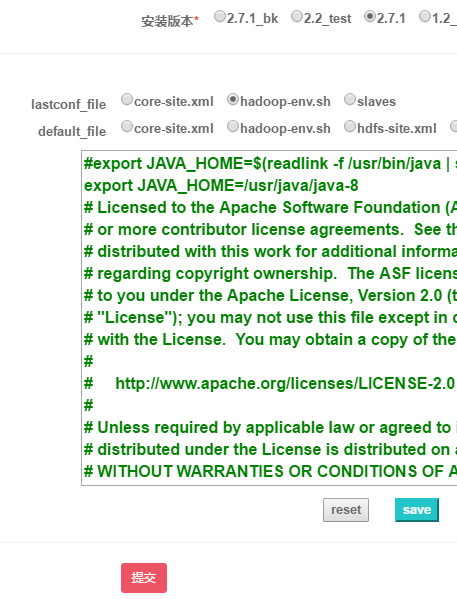 安装版本* 2.7.1_bk 2.2_test 2.7.1 1.2_
lastconf_file core-site.xml hadoop-env.sh slaves
default_file core-site.xml hadoop-env.sh hdfs-site.xml
#export JAVA_HOME=$(readlink -f /usr/bin/java | s
export JAVA_HOME=/usr/java/java-8
# Licensed to the Apache Software Foundation (A
# or more contributor license agreements.  See th
# distributed with this work for additional informa
# regarding copyright ownership.  The ASF licens
# to you under the Apache License, Version 2.0 (t
# "License"); you may not use this file except in c
# with the License.  You may obtain a copy of the
#
#     http://www.apache.org/licenses/LICENSE-2.0
#
# Unless required by applicable law or agreed to i
# distributed under the License is distributed on a
# WITHOUT WARRANTIES OR CONDITIONS OF A
reset save
提交